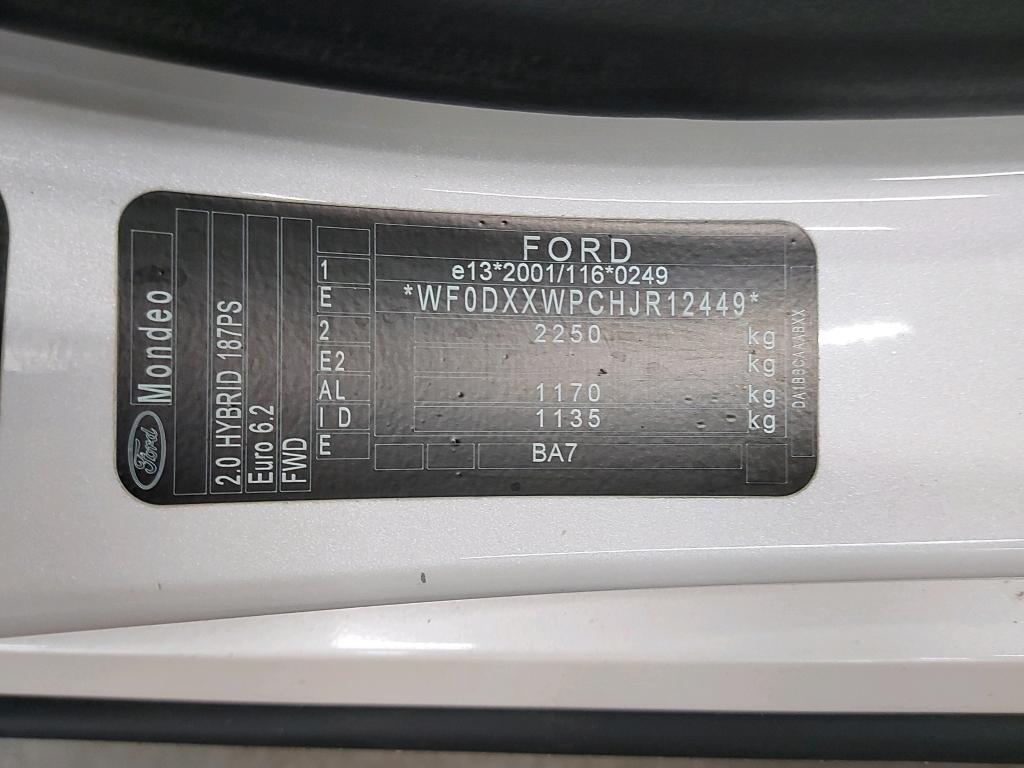 Ford
Mondeo
2.0 HYBRID 187PS
Euro 6.2
FWD
1
E
2
E2
AL
I D
E
FORD
e13*2001/116*0249
*WF0DXXWPCHJR12449*
2250 kg
kg
1170 kg
1135 kg
BA7